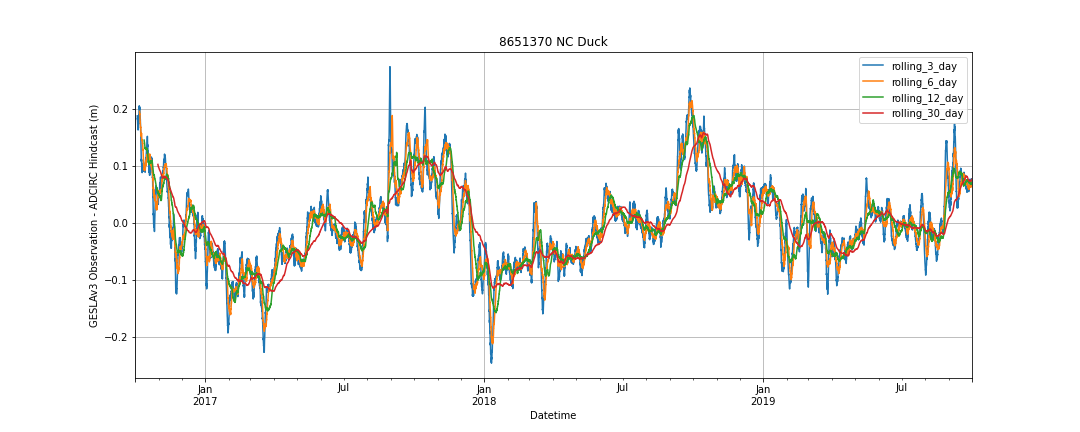 8651370 NC Duck
GESLAv3 Observation - ADCIRC Hindcast (m)
0.2
0.1
0.0
−0.1
−0.2
rolling_3_day
rolling_6_day
rolling_12_day
rolling_30_day
Jan
2017
Jul
Jan
2018
Jul
Jan
2019
Jul
Datetime